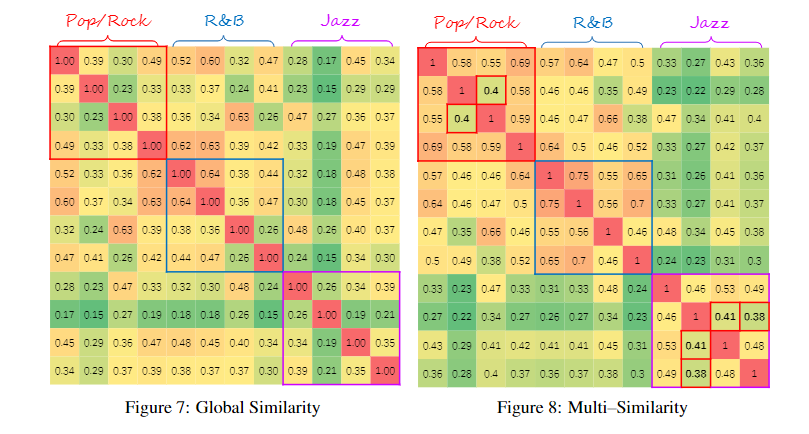 Pop/Rock R&B Jazz
1.00 0.39 0.30 0.49 0.52 0.60 0.32 0.47 0.28 0.17 0.45 0.34
0.39 1.00 0.23 0.33 0.33 0.37 0.24 0.41 0.23 0.15 0.29 0.29
0.30 0.23 1.00 0.38 0.36 0.34 0.63 0.26 0.47 0.27 0.36 0.37
0.49 0.33 0.38 1.00 0.62 0.63 0.39 0.42 0.33 0.19 0.47 0.39
0.52 0.33 0.36 0.62 1.00 0.64 0.38 0.44 0.32 0.18 0.48 0.38
0.60 0.37 0.34 0.63 0.64 1.00 0.36 0.47 0.30 0.18 0.45 0.37
0.32 0.24 0.63 0.39 0.38 0.36 1.00 0.26 0.48 0.26 0.40 0.37
0.47 0.41 0.26 0.42 0.44 0.47 0.26 1.00 0.24 0.15 0.34 0.30
0.28 0.23 0.47 0.33 0.32 0.30 0.48 0.24 1.00 0.26 0.34 0.39
0.17 0.15 0.27 0.19 0.18 0.18 0.26 0.15 0.26 1.00 0.19 0.21
0.45 0.29 0.36 0.47 0.48 0.45 0.40 0.34 0.34 0.19 1.00 0.35
0.34 0.29 0.37 0.39 0.38 0.37 0.37 0.30 0.39 0.21 0.35 1.00
Figure 7: Global Similarity
Pop/Rock R&B Jazz
1 0.58 0.55 0.69 0.57 0.64 0.47 0.5 0.33 0.27 0.43 0.36
0.58 1 0.4 0.58 0.46 0.46 0.35 0.49 0.23 0.22 0.29 0.28
0.55 0.4 1 0.59 0.46 0.47 0.66 0.38 0.47 0.34 0.41 0.4
0.69 0.58 0.59 1 0.64 0.5 0.46 0.52 0.33 0.27 0.42 0.37
0.57 0.46 0.46 0.64 1 0.75 0.55 0.65 0.31 0.26 0.41 0.36
0.64 0.46 0.47 0.5 0.75 1 0.56 0.7 0.33 0.27 0.41 0.37
0.47 0.35 0.66 0.46 0.55 0.56 1 0.46 0.48 0.34 0.45 0.38
0.5 0.49 0.38 0.52 0.65 0.7 0.46 1 0.24 0.23 0.31 0.3
0.33 0.23 0.47 0.33 0.31 0.33 0.48 0.24 1 0.46 0.53 0.49
0.27 0.22 0.34 0.27 0.26 0.27 0.34 0.23 0.46 1 0.41 0.38
0.43 0.29 0.41 0.42 0.41 0.41 0.45 0.31 0.53 0.41 1 0.48
0.36 0.28 0.4 0.37 0.36 0.37 0.38 0.3 0.49 0.38 0.48 1
Figure 8: Multi–Similarity